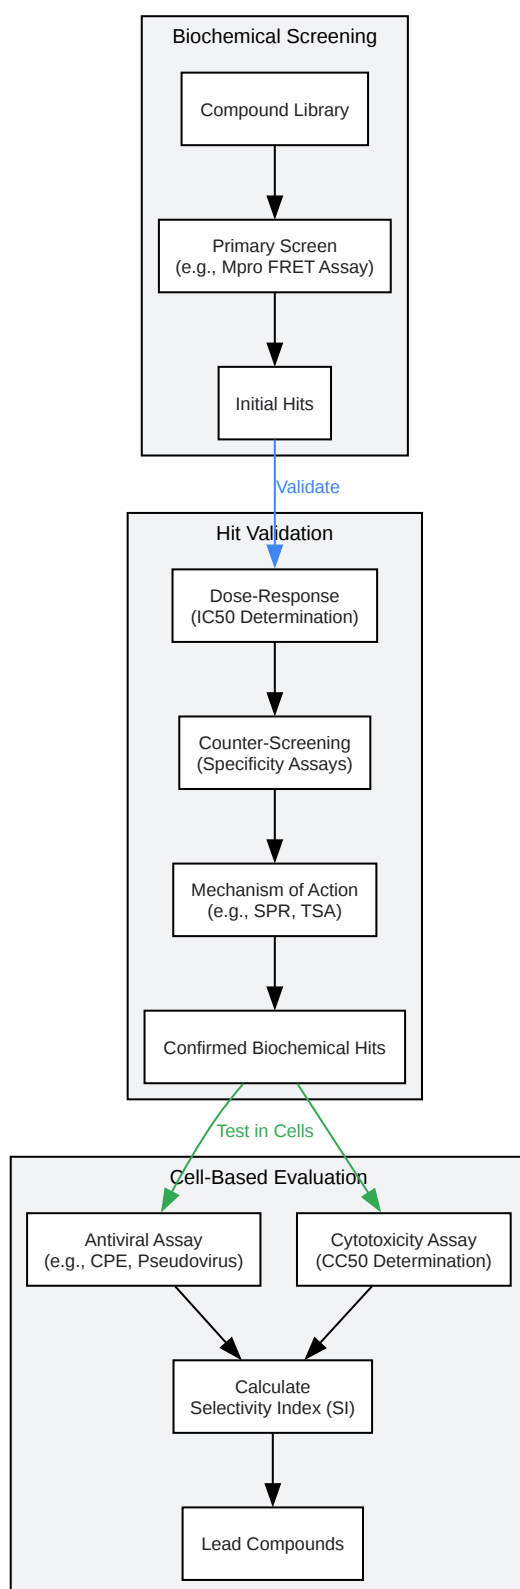 Biochemical Screening
Compound Library
Primary Screen
(e.g., Mpro FRET Assay)
Initial Hits
Validate
Hit Validation
Dose-Response
(IC50 Determination)
Counter-Screening
(Specificity Assays)
Mechanism of Action
(e.g., SPR, TSA)
Confirmed Biochemical Hits
Test in Cells
Cell-Based Evaluation
Antiviral Assay
(e.g., CPE, Pseudovirus)
Cytotoxicity Assay
(CC50 Determination)
Calculate
Selectivity Index (SI)
Lead Compounds